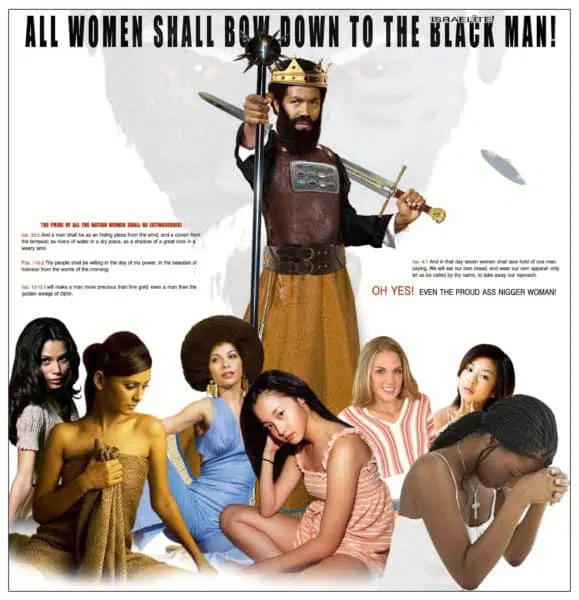 ISRAELITE
ALL WOMEN SHALL BOW DOWN TO THE BLACK MAN!
THE PRIDE OF ALL THE NATION WOMEN SHALL BE EXTINGUISHED!
Isa. 32:2 And a man shall be as an hiding place from the wind, and a covert from
the tempest; as rivers of water in a dry place, as a shadow of a great rock in a
weary land.
Psa. 110:3 Thy people shall be willing in the day of my power, in the beauties of
holiness from the womb of the morning:
Isa. 13:12 I will make a man more precious than fine gold; even a man than the
golden wedge of Ophir.
Isa. 4:1 And in that day seven women shall take hold of one man,
saying, We will eat our own bread, and wear our own apparel: only
let us be called by thy name, to take away our reproach.
OH YES! EVEN THE PROUD ASS NIGGER WOMAN!